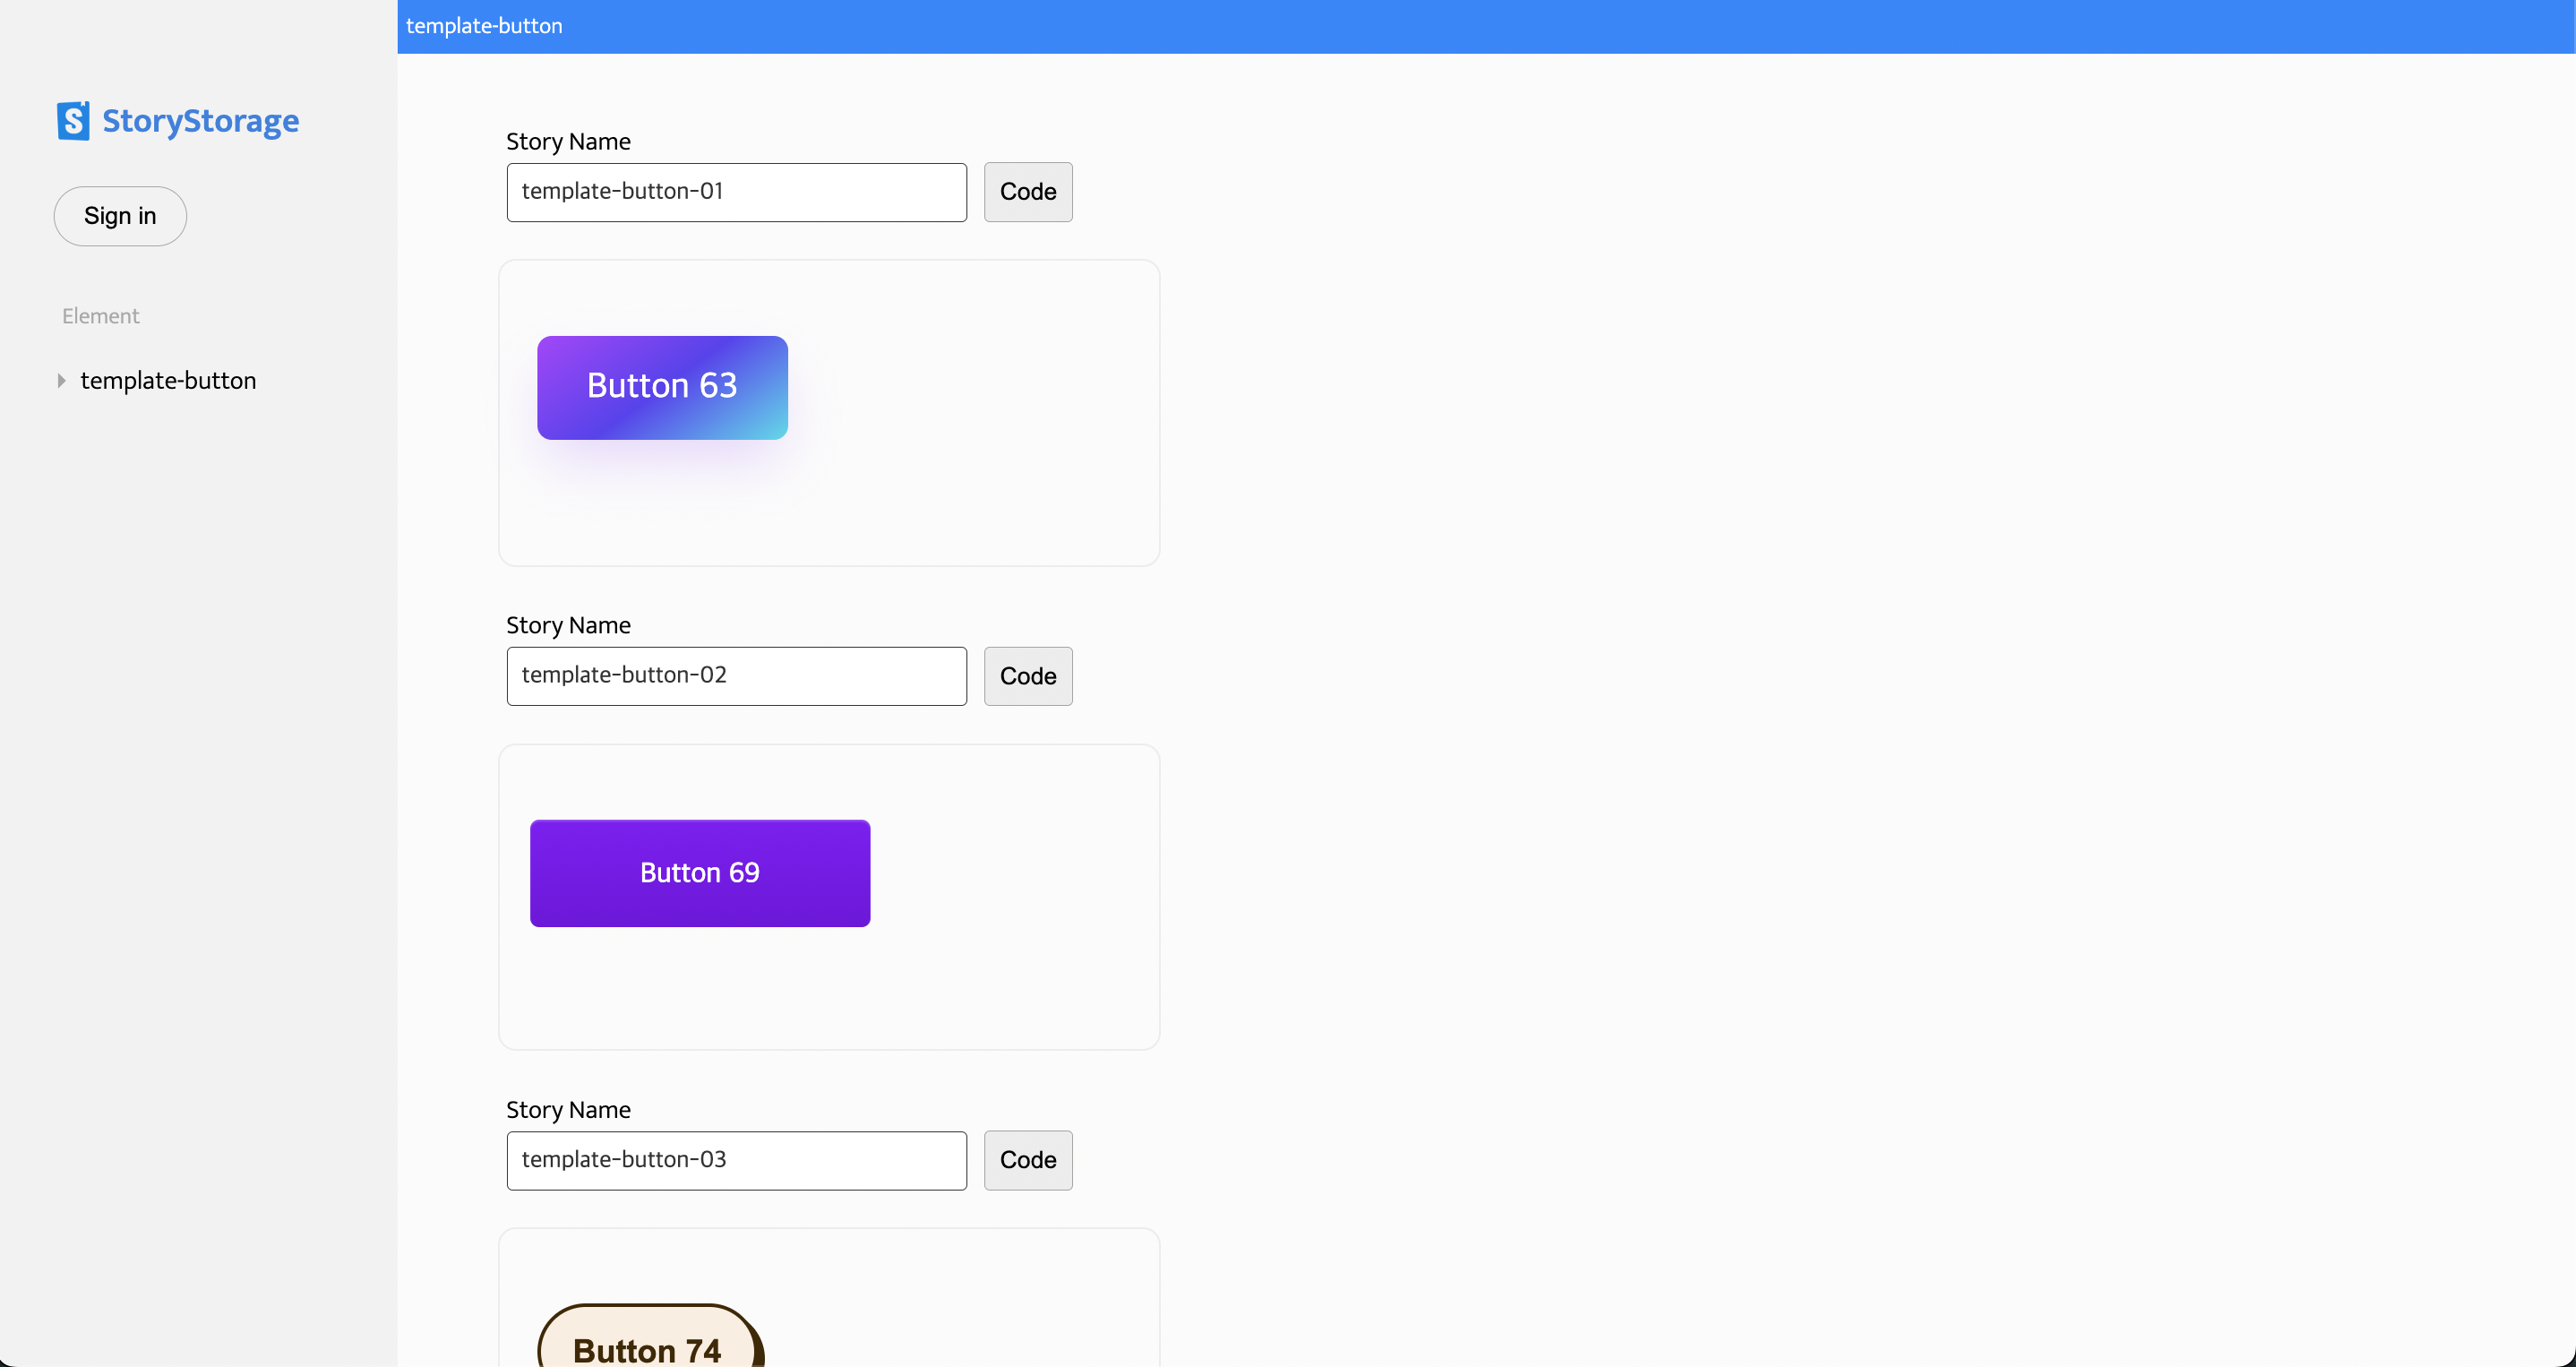 template-button
StoryStorage
Sign in
Element
template-button
Story Name
template-button-01
Code
Button 63
Story Name
template-button-02
Code
Button 69
Story Name
template-button-03
Code
Button 74